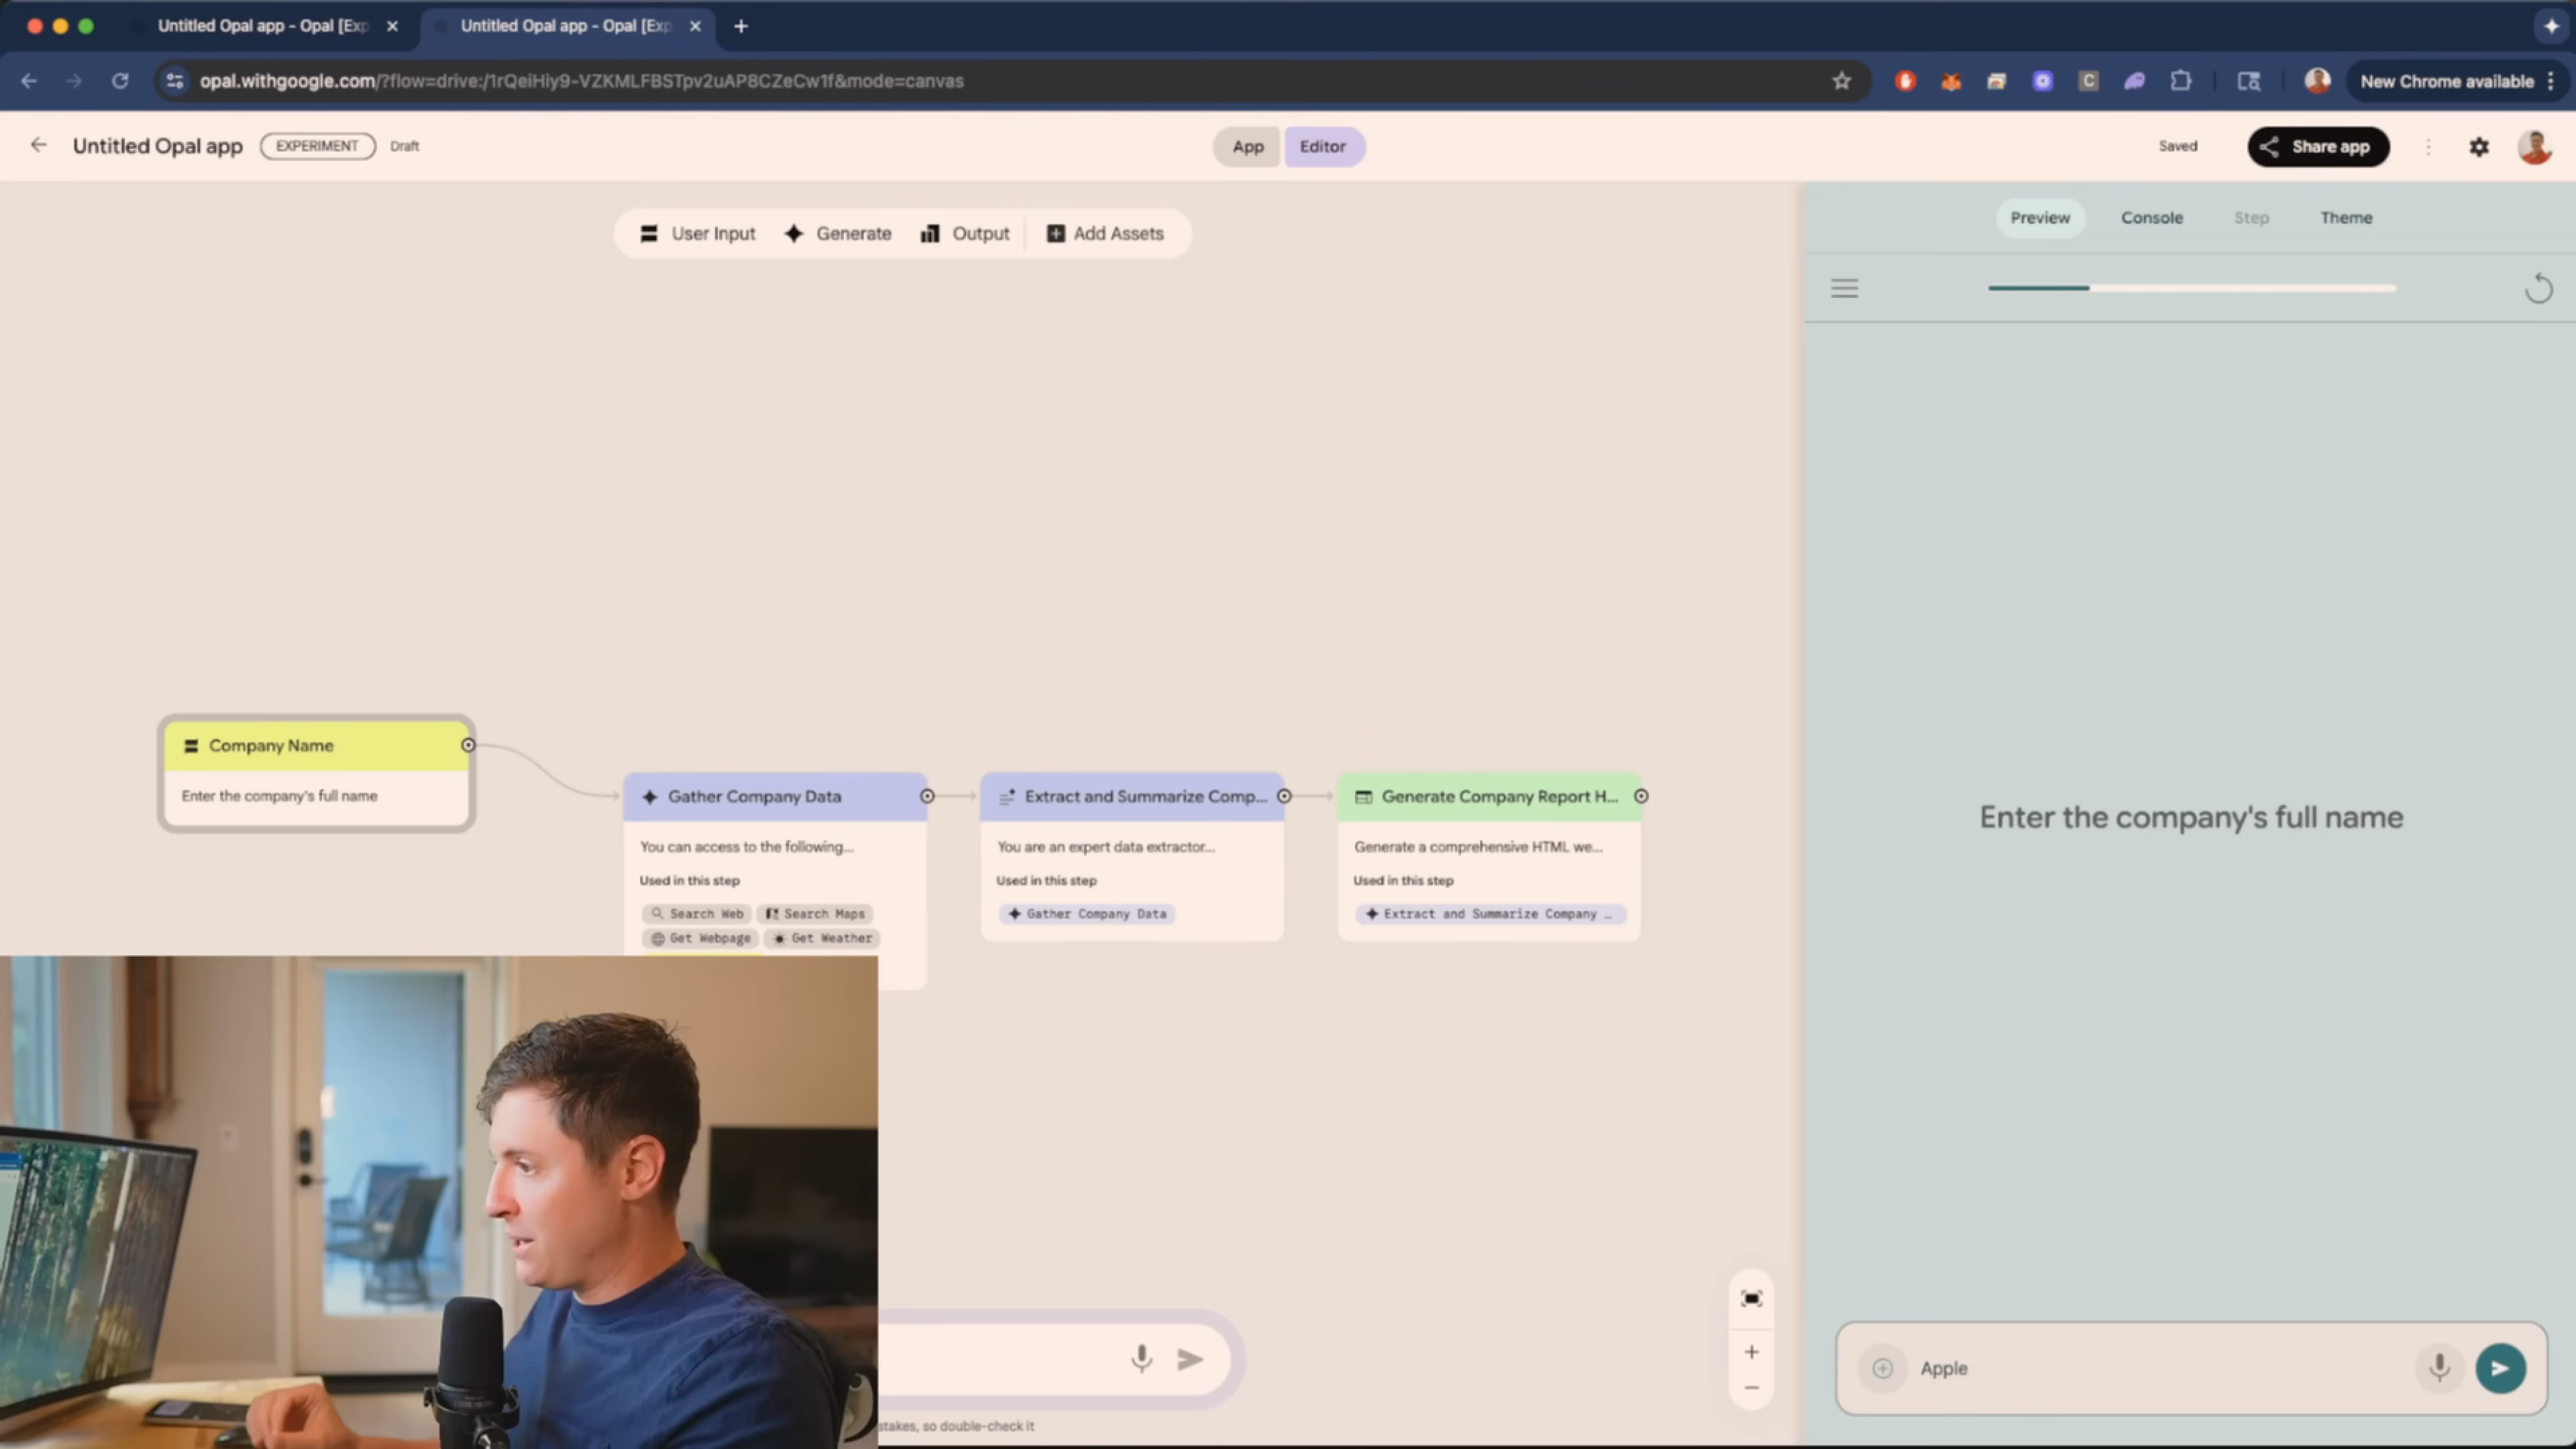 Untitled Opal app - Opal [Exp
Untitled Opal app - Opal [Exp
opal.withgoogle.com/?flow=drive:/1rQeiHiy9-VZKMLFBSTpv2uAP8CZeCw1f&mode=canvas
New Chrome available
Untitled Opal app
EXPERIMENT
Draft
App
Editor
Saved
Share app
User Input
Generate
Output
Add Assets
Preview
Console
Step
Theme
Company Name
Enter the company's full name
Gather Company Data
You can access to the following...
Used in this step
Search Web
Search Maps
Get Webpage
Get Weather
Extract and Summarize Comp...
You are an expert data extractor...
Used in this step
Gather Company Data
Generate Company Report H...
Generate a comprehensive HTML we...
Used in this step
Extract and Summarize Company …
Enter the company's full name
Apple
stakes, so double-check it